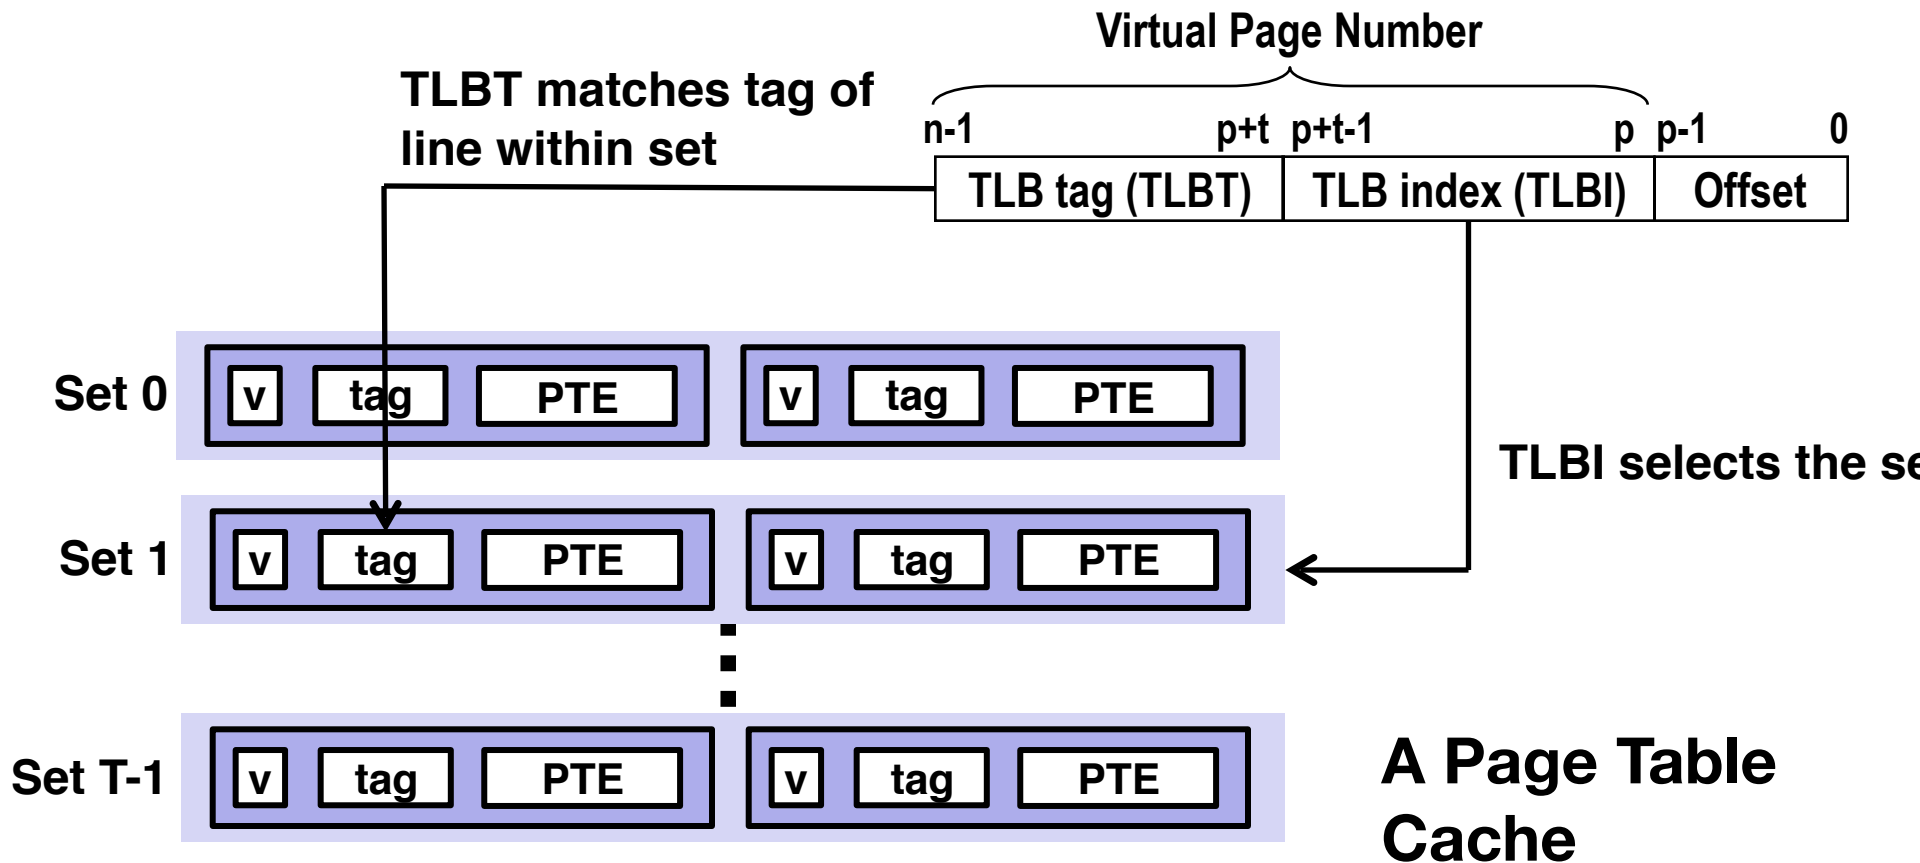 Virtual Page Number
TLBT matches tag of
line within set
n-1 p+t p+t-1 p p-1 0
TLB tag (TLBT) TLB index (TLBI) Offset
Set 0 v tag PTE v tag PTE
TLBI selects the
Set 1 v tag PTE v tag PTE
Set T-1 v tag PTE v tag PTE
A Page Table
Cache